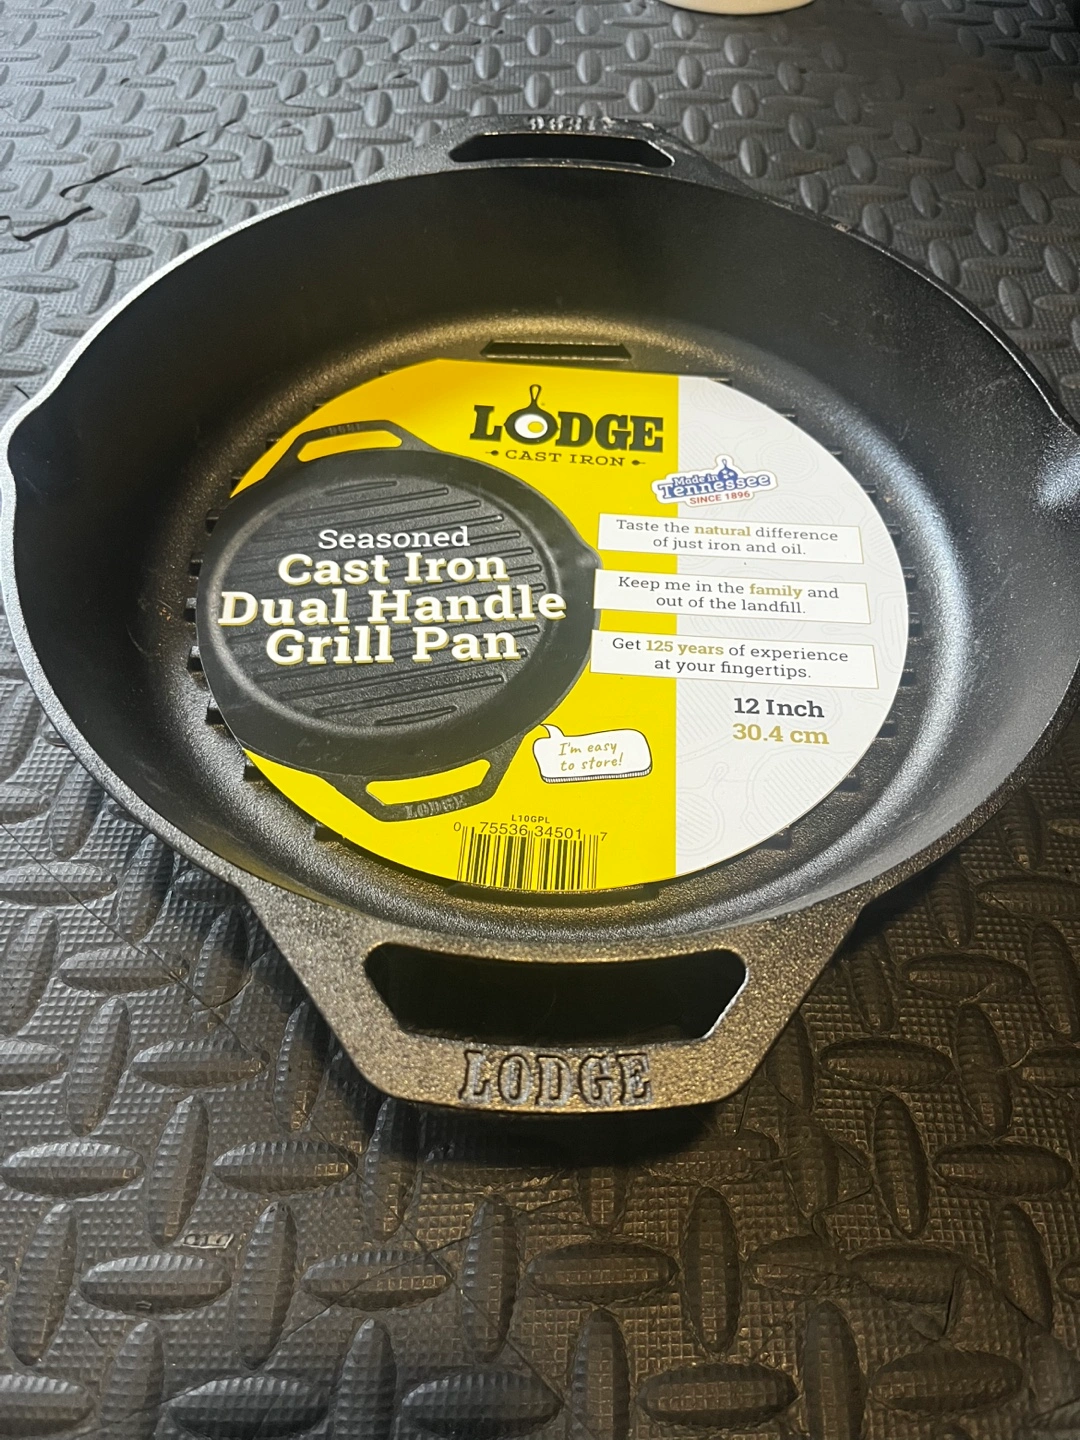 LODGE
CAST IRON
Made in
Tennessee
SINCE 1896
Seasoned
Cast Iron
Dual Handle
Grill Pan
Taste the natural difference
of just iron and oil.
Keep me in the family and
out of the landfill.
Get 125 years of experience
at your fingertips.
12 Inch
30.4 cm
I'm easy
to store!
LODGE
L10GPL
0 75536 34501 7
LODGE